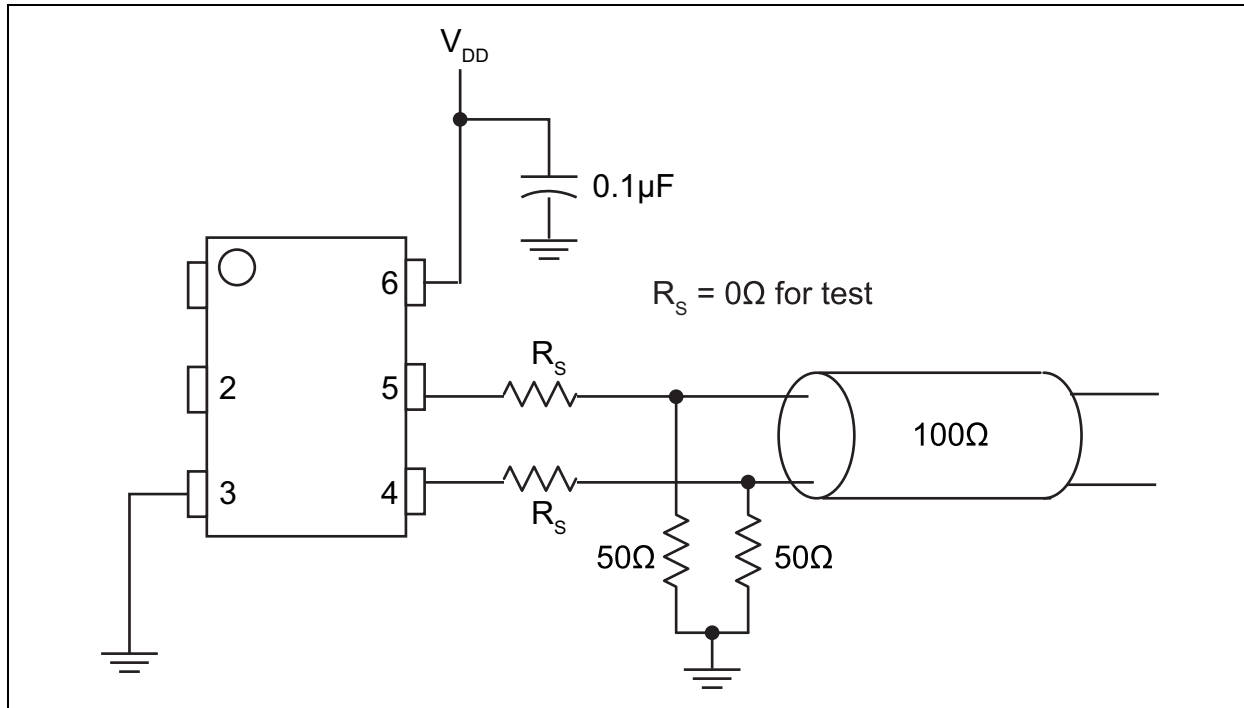 V_DD
0.1µF
6
R_S = 0Ω for test
R_S
2
5
100Ω
3
4
R_S
50Ω
50Ω